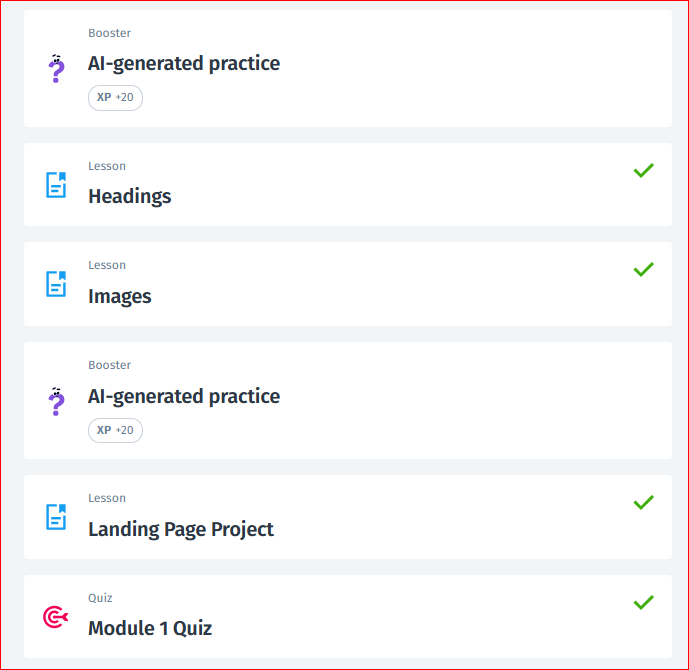 Booster
AI-generated practice
XP +20
Lesson
Headings
Lesson
Images
Booster
AI-generated practice
XP +20
Lesson
Landing Page Project
Quiz
Module 1 Quiz